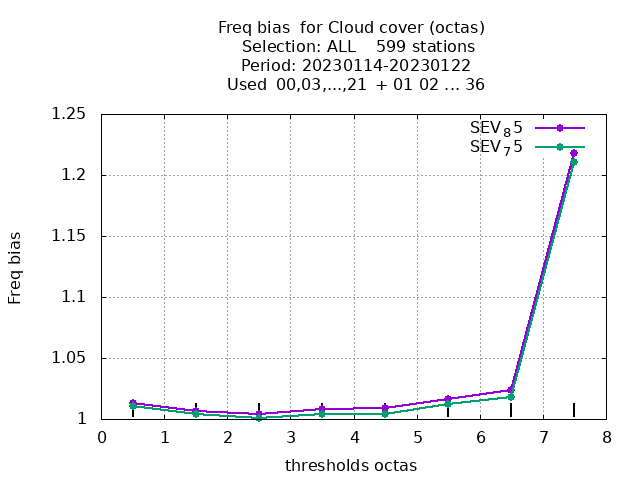 Freq bias  for Cloud cover (octas)
Selection: ALL    599 stations
Period: 20230114-20230122
Used  00,03,...,21  + 01 02 ... 36
SEV₈5
SEV₇5
1.25
1.2
1.15
1.1
1.05
1
Freq bias
0 1 2 3 4 5 6 7 8
thresholds octas